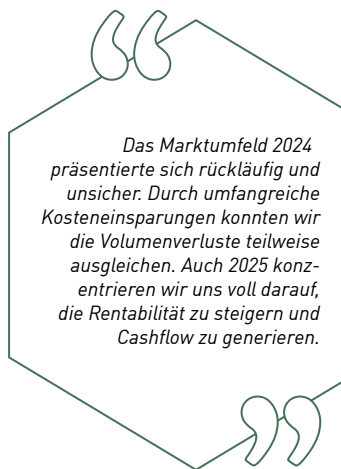 Das Marktumfeld 2024
präsentierte sich rückläufig und
unsicher. Durch umfangreiche
Kosteneinsparungen konnten wir
die Volumenverluste teilweise
ausgleichen. Auch 2025 konz-
entrieren wir uns voll darauf,
die Rentabilität zu steigern und
Cashflow zu generieren.